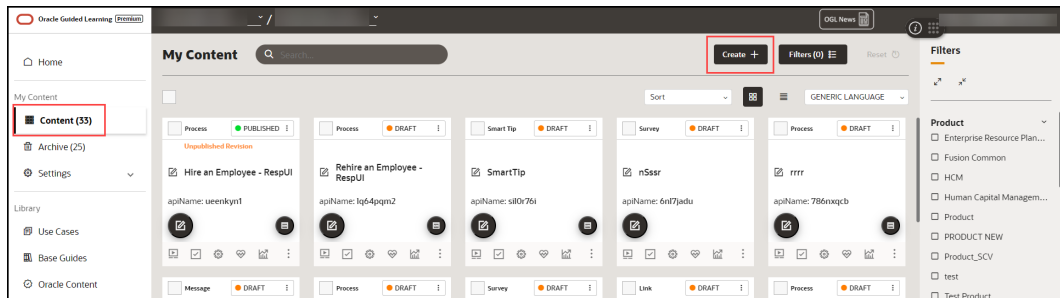 Oracle Guided Learning Premium
/
OGL News
Home
My Content
Content (33)
Archive (25)
Settings
Library
Use Cases
Base Guides
Oracle Content
My Content
Search...
Create +
Filters (0)
Reset
Sort
GENERIC LANGUAGE
Process
PUBLISHED
Unpublished Revision
Hire an Employee - RespUI
apiName: ueenkyn1
Process
DRAFT
Rehire an Employee -
RespUI
apiName: lq64pqm2
Smart Tip
DRAFT
SmartTip
apiName: sil0r76i
Survey
DRAFT
nSssr
apiName: 6nl7jadu
Process
DRAFT
rrrr
apiName: 786nxqcb
Message
DRAFT
Process
DRAFT
Survey
DRAFT
Link
DRAFT
Process
DRAFT
Filters
Product
Enterprise Resource Plan...
Fusion Common
HCM
Human Capital Managem...
Product
PRODUCT NEW
Product_SCV
test
Test Product